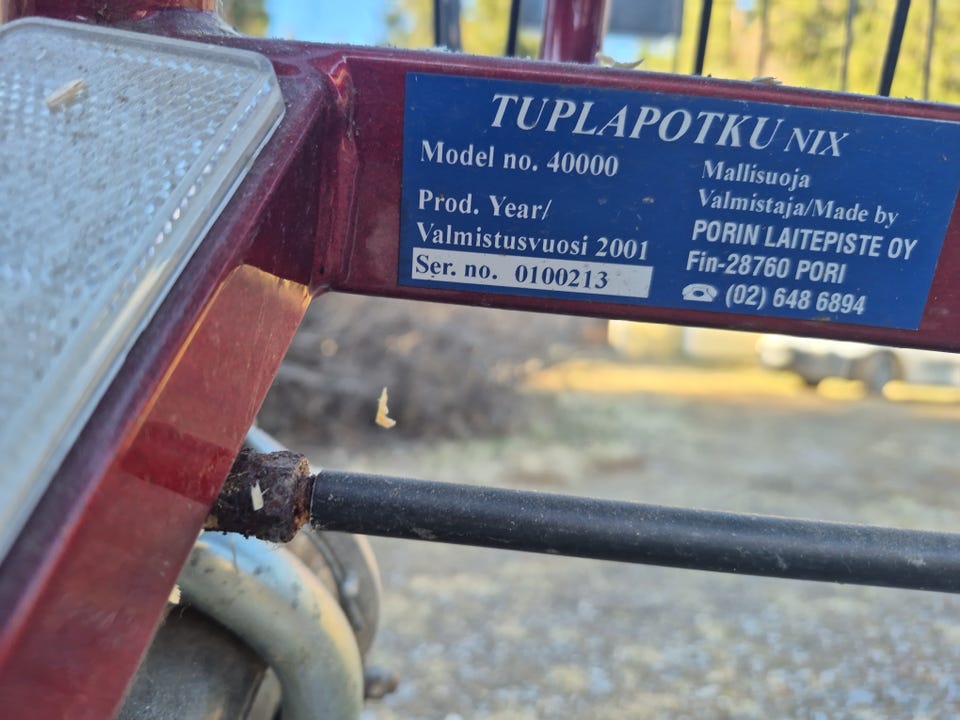 TUPLAPOTKU NIX
Model no. 40000
Prod. Year/
Valmistusvuosi 2001
Ser. no. 0100213
Mallisuoja
Valmistaja/Made by
PORIN LAITEPISTE OY
Fin-28760 PORI
☎ (02) 648 6894